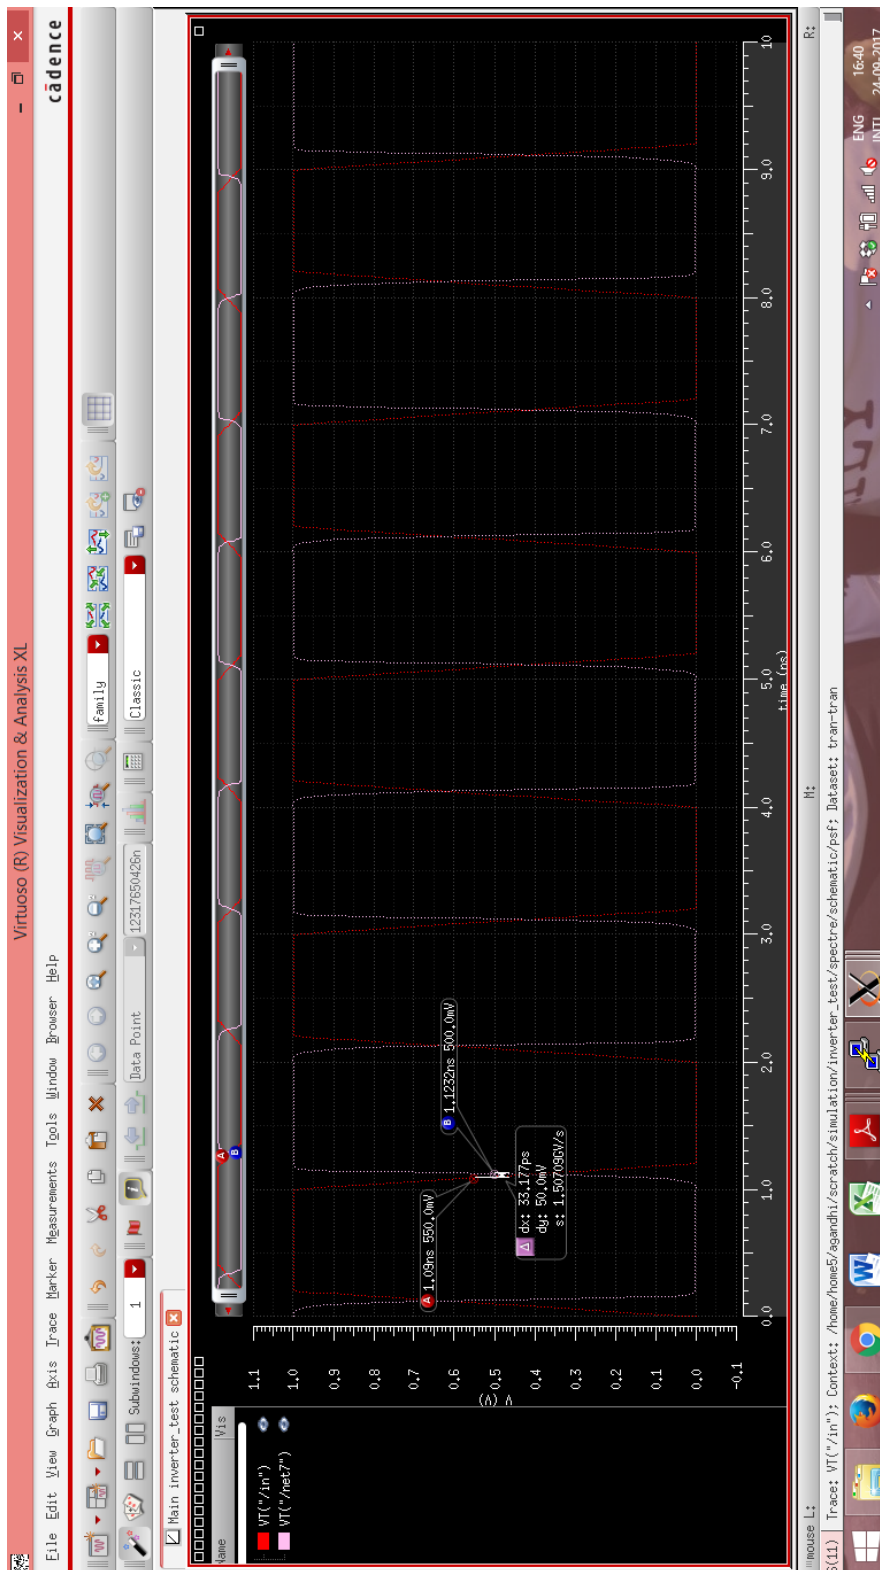 Virtuoso (R) Visualization & Analysis XL
File Edit View Graph Axis Trace Marker Measurements Tools Window Browser Help
cādence
family
Subwindows: 1
Data Point
12317650426n
Classic
Main inverter_test schematic
Name Vis
VT("/in")
VT("/net7")
V (V)
1.1
1.0
0.9
0.8
0.7
0.6
0.5
0.4
0.3
0.2
0.1
0.0
-0.1
A
B
A 1.09ns 550.0mV
B 1.1232ns 500.0mV
Δ dx: 33.177ps
dy: 50.0mV
s: 1.50709GV/s
0.0 1.0 2.0 3.0 4.0 5.0 6.0 7.0 8.0 9.0 10
time (ns)
mouse L: M: R:
6(11) Trace: VT("/in"); Context: /home/home5/agandhi/scratch/simulation/inverter_test/spectre/schematic/psf; Dataset: tran-tran
ENG 16:40
INTL 24-09-2017